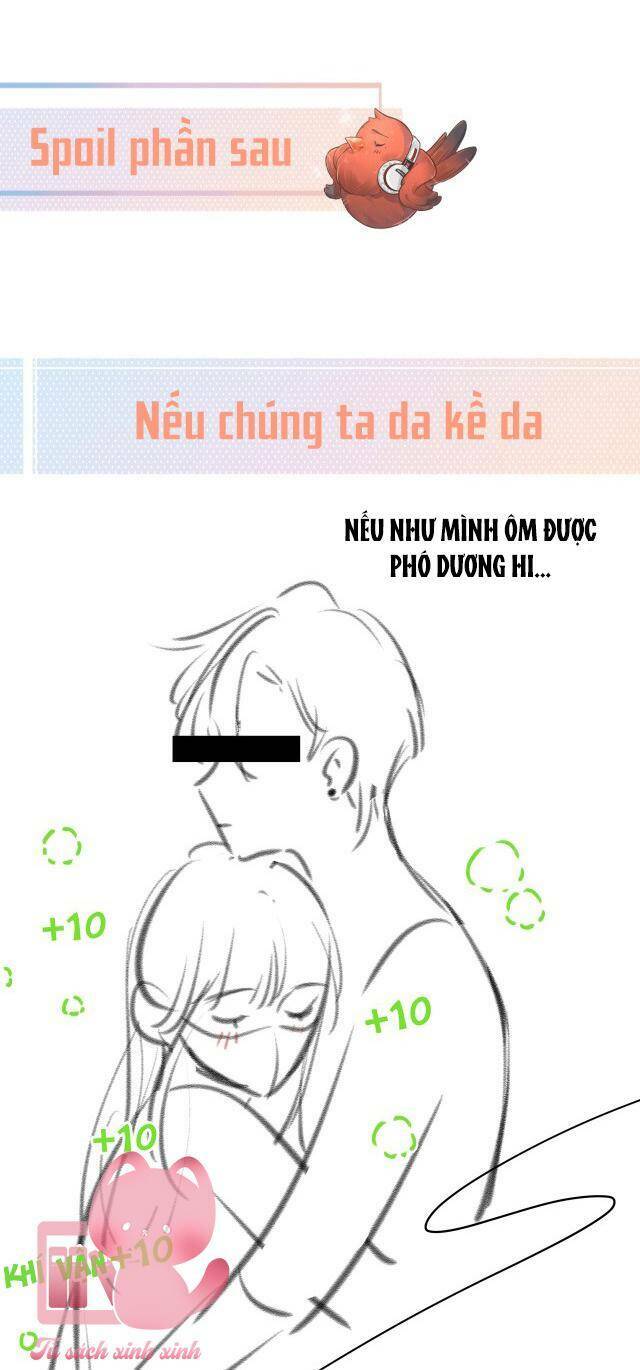 Spoil phần sau
Nếu chúng ta da kề da
NẾU NHƯ MÌNH ÔM ĐƯỢC
PHÓ DƯƠNG HI...
+10
+10
+10
KHÍ VẬN+10
Tủ sách xinh xinh